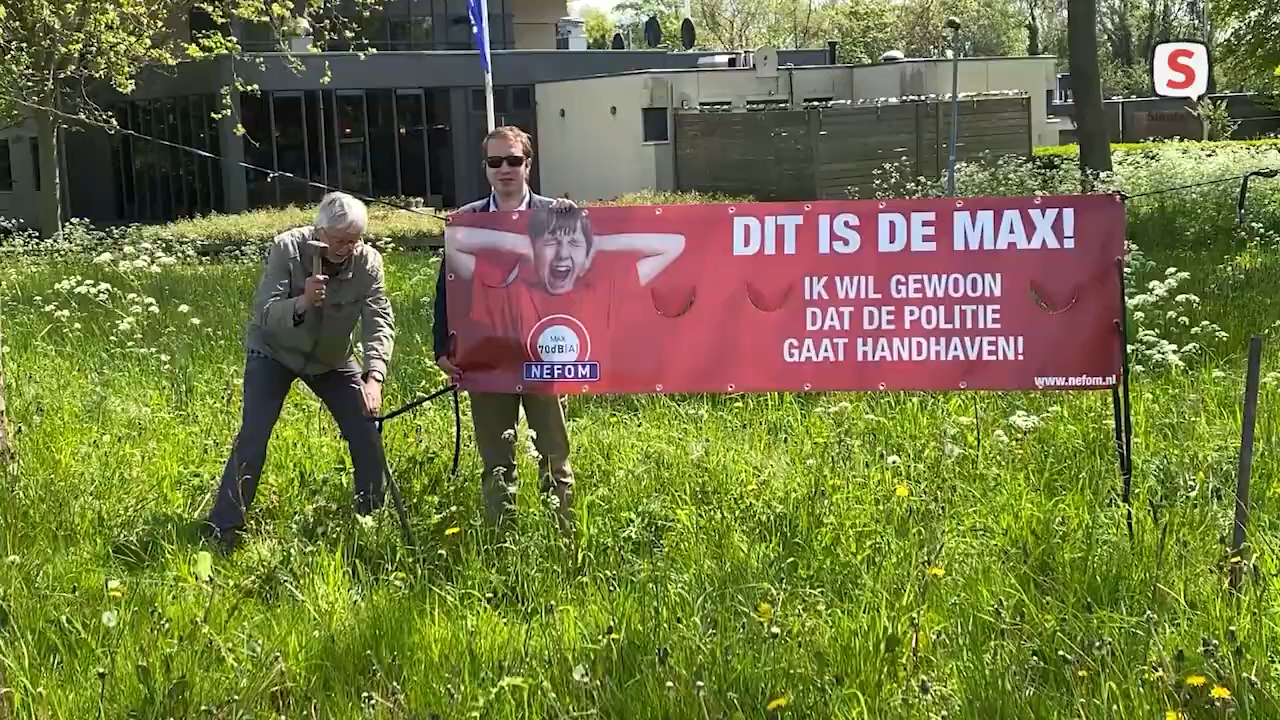 S
DIT IS DE MAX!
IK WIL GEWOON
DAT DE POLITIE
GAAT HANDHAVEN!
MAX
70dB(A)
NEFOM
www.nefom.nl